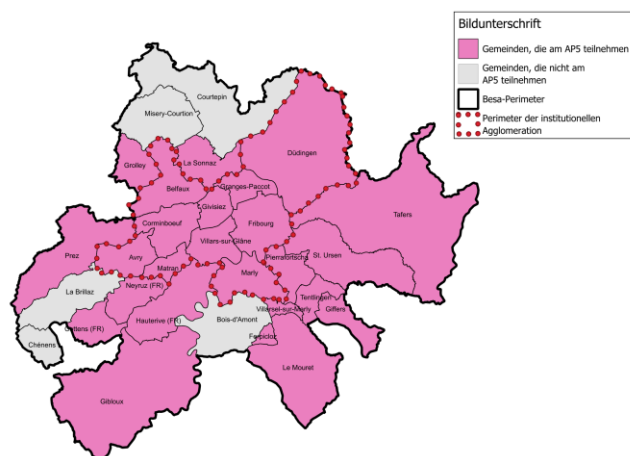 Bildunterschrift
Gemeinden, die am AP5 teilnehmen
Gemeinden, die nicht am
AP5 teilnehmen
Besa-Perimeter
Perimeter der institutionellen
Agglomeration
Courtepin
Misery-Courtion
Düdingen
Grolley
La Sonnaz
Belfaux
Granges-Paccot
Givisiez
Tafers
Corminboeuf
Fribourg
Villars-sur-Glâne
Prez
Avry
Pierrafortscha
St. Ursen
Matran
Marly
La Brillaz
Neyruz (FR)
Tentlingen
Villarsel-sur-Marly
Giffers
Cottens (FR)
Hauterive (FR)
Bois-d'Amont
Ferpicloz
Chénens
Le Mouret
Gibloux